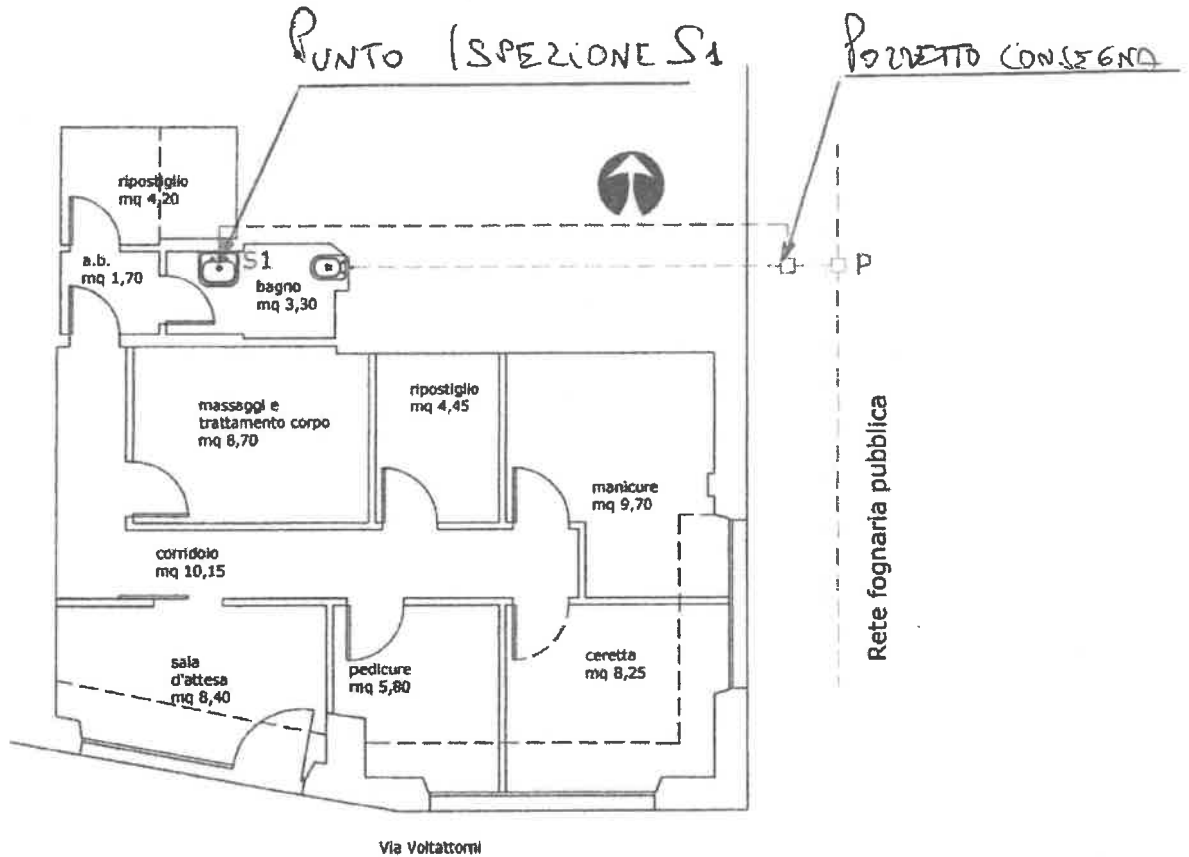 PUNTO ISPEZIONE S1
POZZETTO CONSEGNA
ripostiglio
mq 4,20
a.b.
mq 1,70
S1
bagno
mq 3,30
P
massaggi e
trattamento corpo
mq 8,70
ripostiglio
mq 4,45
manicure
mq 9,70
Rete fognaria pubblica
corridoio
mq 10,15
sala
d'attesa
mq 8,40
pedicure
mq 5,80
ceretta
mq 8,25
Via Voltattorni